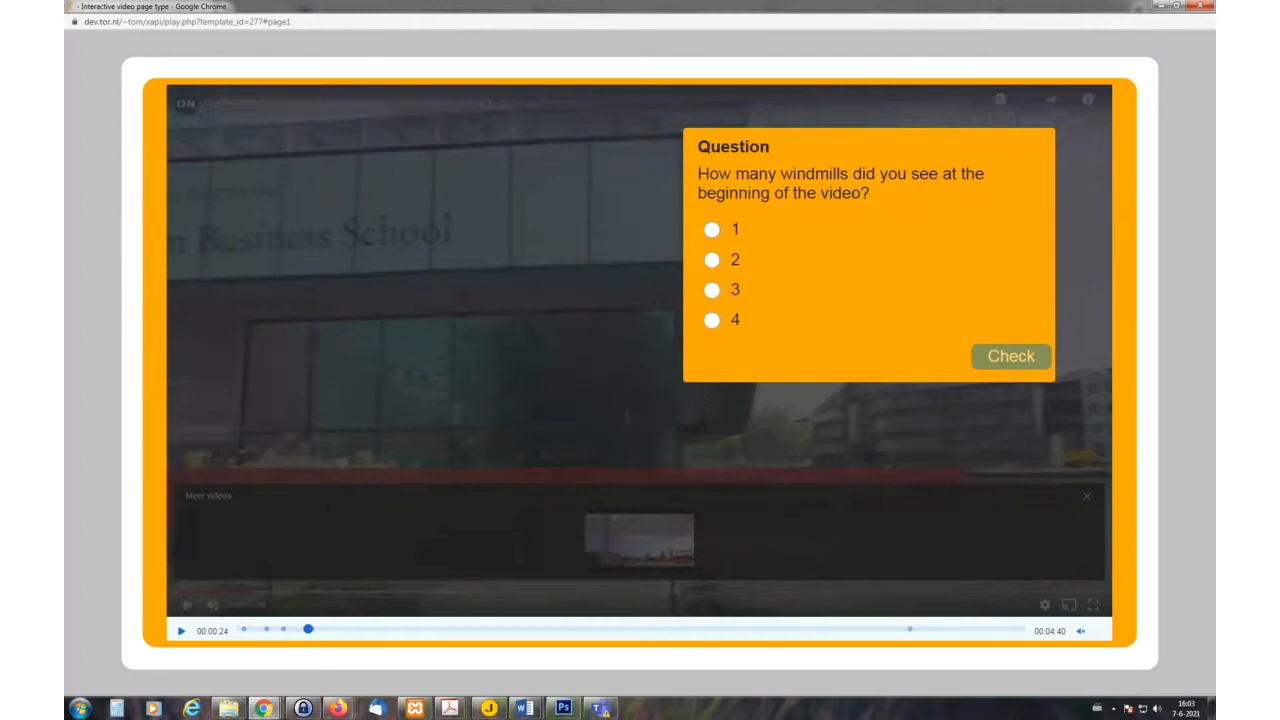 - Interactive video page type - Google Chrome
dev.tor.nl/~tom/xapi/play.php?template_id=277#page1
ON
Business School
Question
How many windmills did you see at the
beginning of the video?
1
2
3
4
Check
Meer video's
00:00:24
00:04:40
16:03
7-6-2021